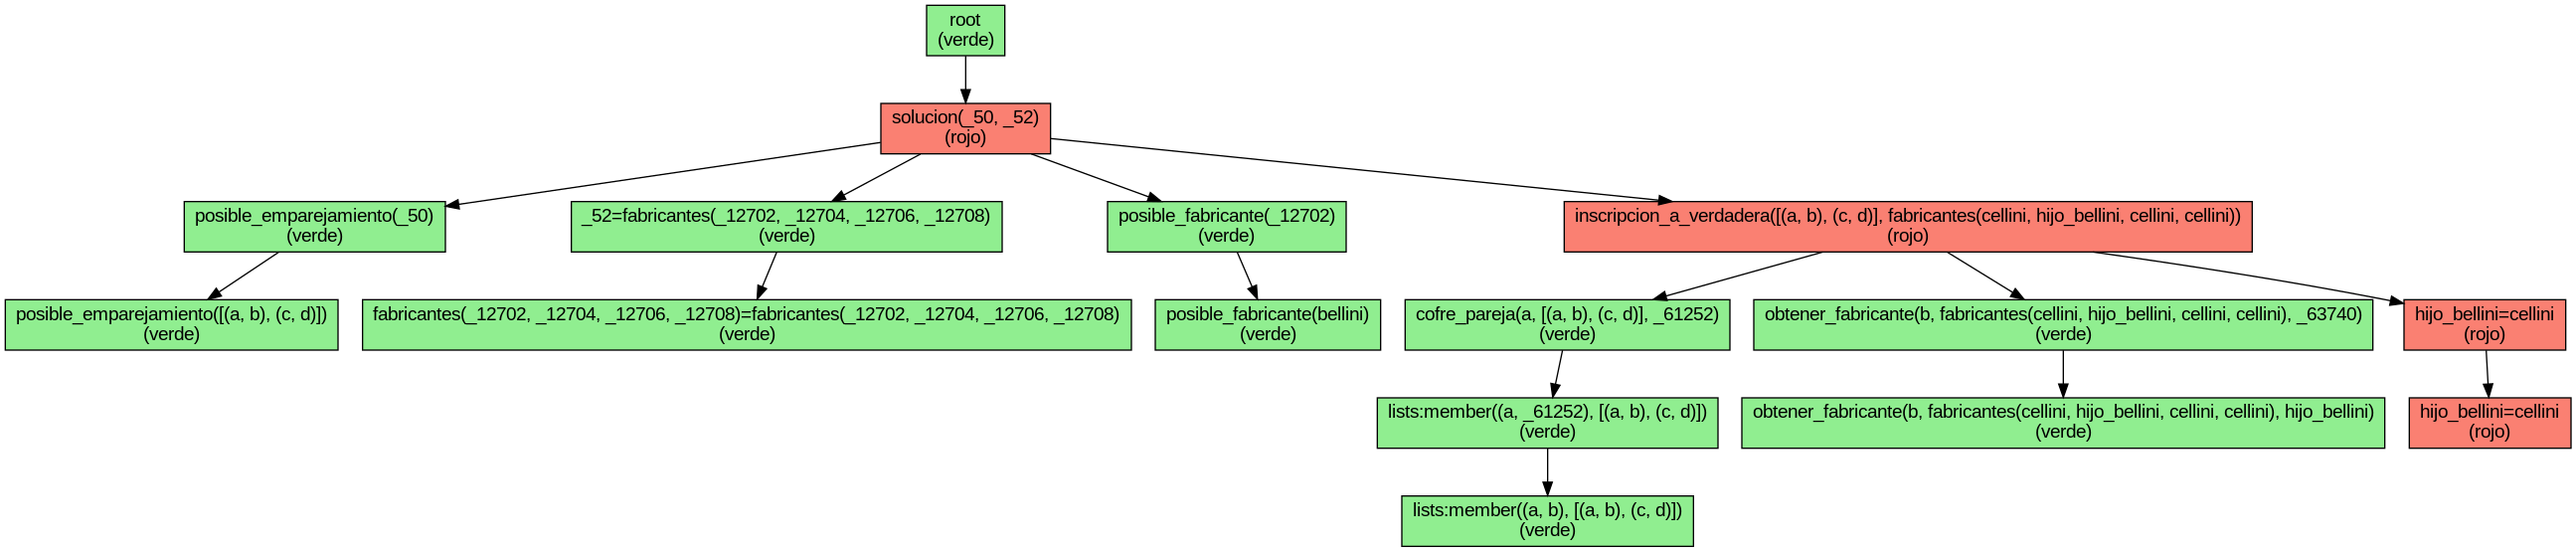 root
(verde)
solucion(_50, _52)
(rojo)
posible_emparejamiento(_50)
(verde)
_52=fabricantes(_12702, _12704, _12706, _12708)
(verde)
posible_fabricante(_12702)
(verde)
inscripcion_a_verdadera([(a, b), (c, d)], fabricantes(cellini, hijo_bellini, cellini, cellini))
(rojo)
posible_emparejamiento([(a, b), (c, d)])
(verde)
fabricantes(_12702, _12704, _12706, _12708)=fabricantes(_12702, _12704, _12706, _12708)
(verde)
posible_fabricante(bellini)
(verde)
cofre_pareja(a, [(a, b), (c, d)], _61252)
(verde)
obtener_fabricante(b, fabricantes(cellini, hijo_bellini, cellini, cellini), _63740)
(verde)
hijo_bellini=cellini
(rojo)
lists:member((a, _61252), [(a, b), (c, d)])
(verde)
obtener_fabricante(b, fabricantes(cellini, hijo_bellini, cellini, cellini), hijo_bellini)
(verde)
hijo_bellini=cellini
(rojo)
lists:member((a, b), [(a, b), (c, d)])
(verde)